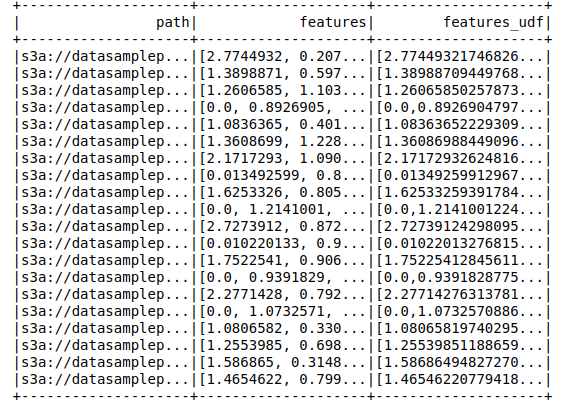 +--------------------+--------------------+--------------------+
| path| features| features_udf|
+--------------------+--------------------+--------------------+
|s3a://datasamplep...|[2.7744932, 0.207...|[2.77449321746826...|
|s3a://datasamplep...|[1.3898871, 0.597...|[1.38988709449768...|
|s3a://datasamplep...|[1.2606585, 1.103...|[1.26065850257873...|
|s3a://datasamplep...|[0.0, 0.8926905, ...|[0.0,0.8926904797...|
|s3a://datasamplep...|[1.0836365, 0.401...|[1.08363652229309...|
|s3a://datasamplep...|[1.3608699, 1.228...|[1.36086988449096...|
|s3a://datasamplep...|[2.1717293, 1.090...|[2.17172932624816...|
|s3a://datasamplep...|[0.013492599, 0.8...|[0.01349259912967...|
|s3a://datasamplep...|[1.6253326, 0.805...|[1.62533259391784...|
|s3a://datasamplep...|[0.0, 1.2141001, ...|[0.0,1.2141001224...|
|s3a://datasamplep...|[2.7273912, 0.872...|[2.72739124298095...|
|s3a://datasamplep...|[0.010220133, 0.9...|[0.01022013276815...|
|s3a://datasamplep...|[1.7522541, 0.906...|[1.75225412845611...|
|s3a://datasamplep...|[0.0, 0.9391829, ...|[0.0,0.9391828775...|
|s3a://datasamplep...|[2.2771428, 0.792...|[2.27714276313781...|
|s3a://datasamplep...|[0.0, 1.0732571, ...|[0.0,1.0732570886...|
|s3a://datasamplep...|[1.0806582, 0.330...|[1.08065819740295...|
|s3a://datasamplep...|[1.2553985, 0.698...|[1.25539851188659...|
|s3a://datasamplep...|[1.586865, 0.3148...|[1.58686494827270...|
|s3a://datasamplep...|[1.4654622, 0.799...|[1.46546220779418...|
+--------------------+--------------------+--------------------+